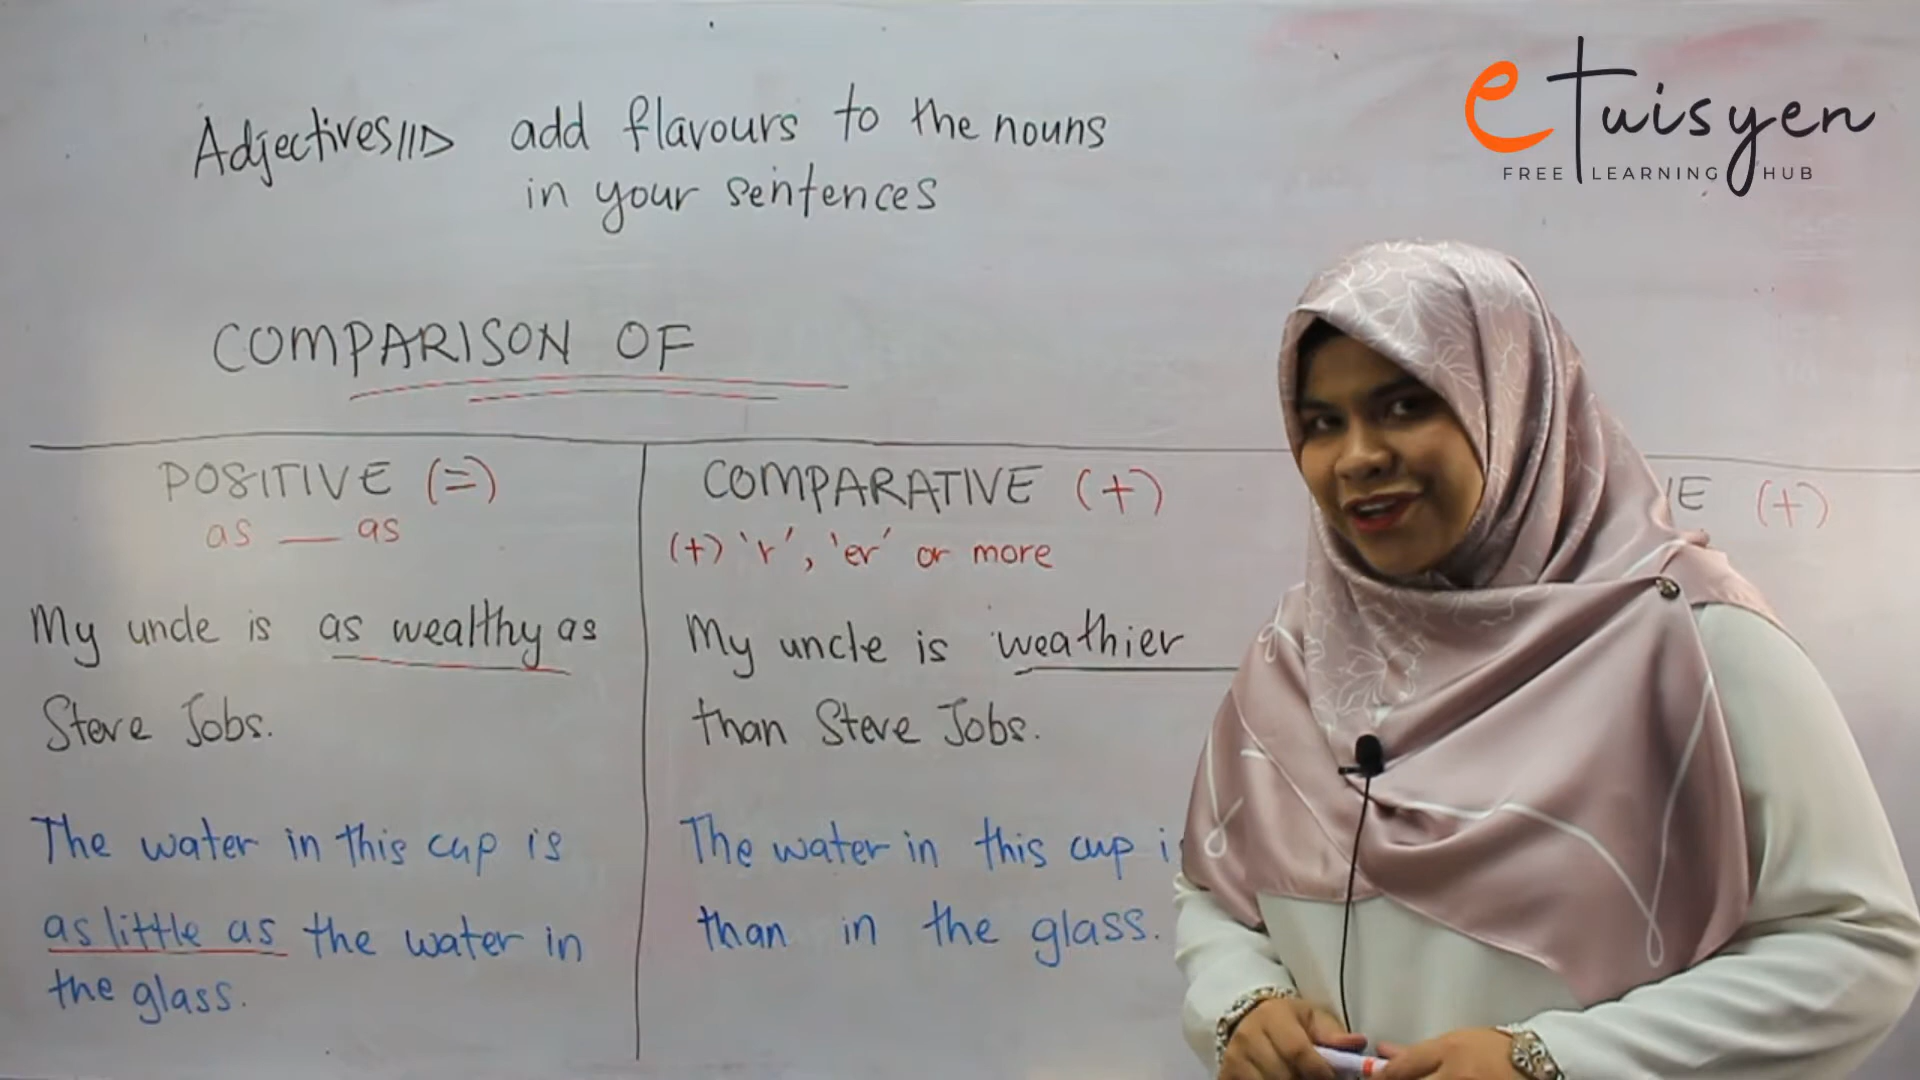 e Tuisyen
FREE LEARNING HUB
Adjectives add flavours to the nouns
in your sentences
COMPARISON OF
POSITIVE (=)
as __ as
My uncle is as wealthy as
Steve Jobs.
The water in this cup is
as little as the water in
the glass.
COMPARATIVE (+)
(+) 'r', 'er' or more
My uncle is weathier
than Steve Jobs.
The water in this cup
than in the glass.
(+)